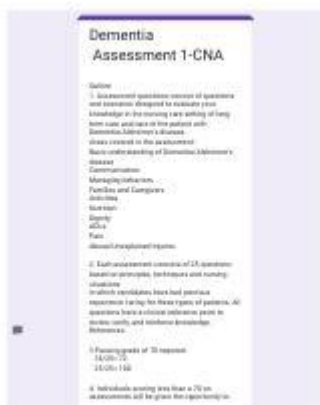 Dementia
Assessment 1-CNA
Outline
1. Assessment questions consist of questions
and scenarios designed to evaluate your
knowledge in the nursing care setting of long
term care and care of the patient with
Dementia Alzheimer's disease.
Areas covered in the assessment
Basic understanding of Dementia/Alzheimer's
disease
Communication
Managing behaviors
Families and Caregivers
Activities
Nutrition
Dignity
ADLs
Pain
Abuse/Unexplained injuries
2. Each assessment consists of 25 questions
based on principles, techniques and nursing
situations
in which candidates have had previous
experience caring for these types of patients. All
questions have a reference point to
review, verify, and reinforce knowledge.
References
3 Passing grade of 70 required
25/25= 100
4. Individuals scoring less than a 70 on
assessments will be given the opportunity to